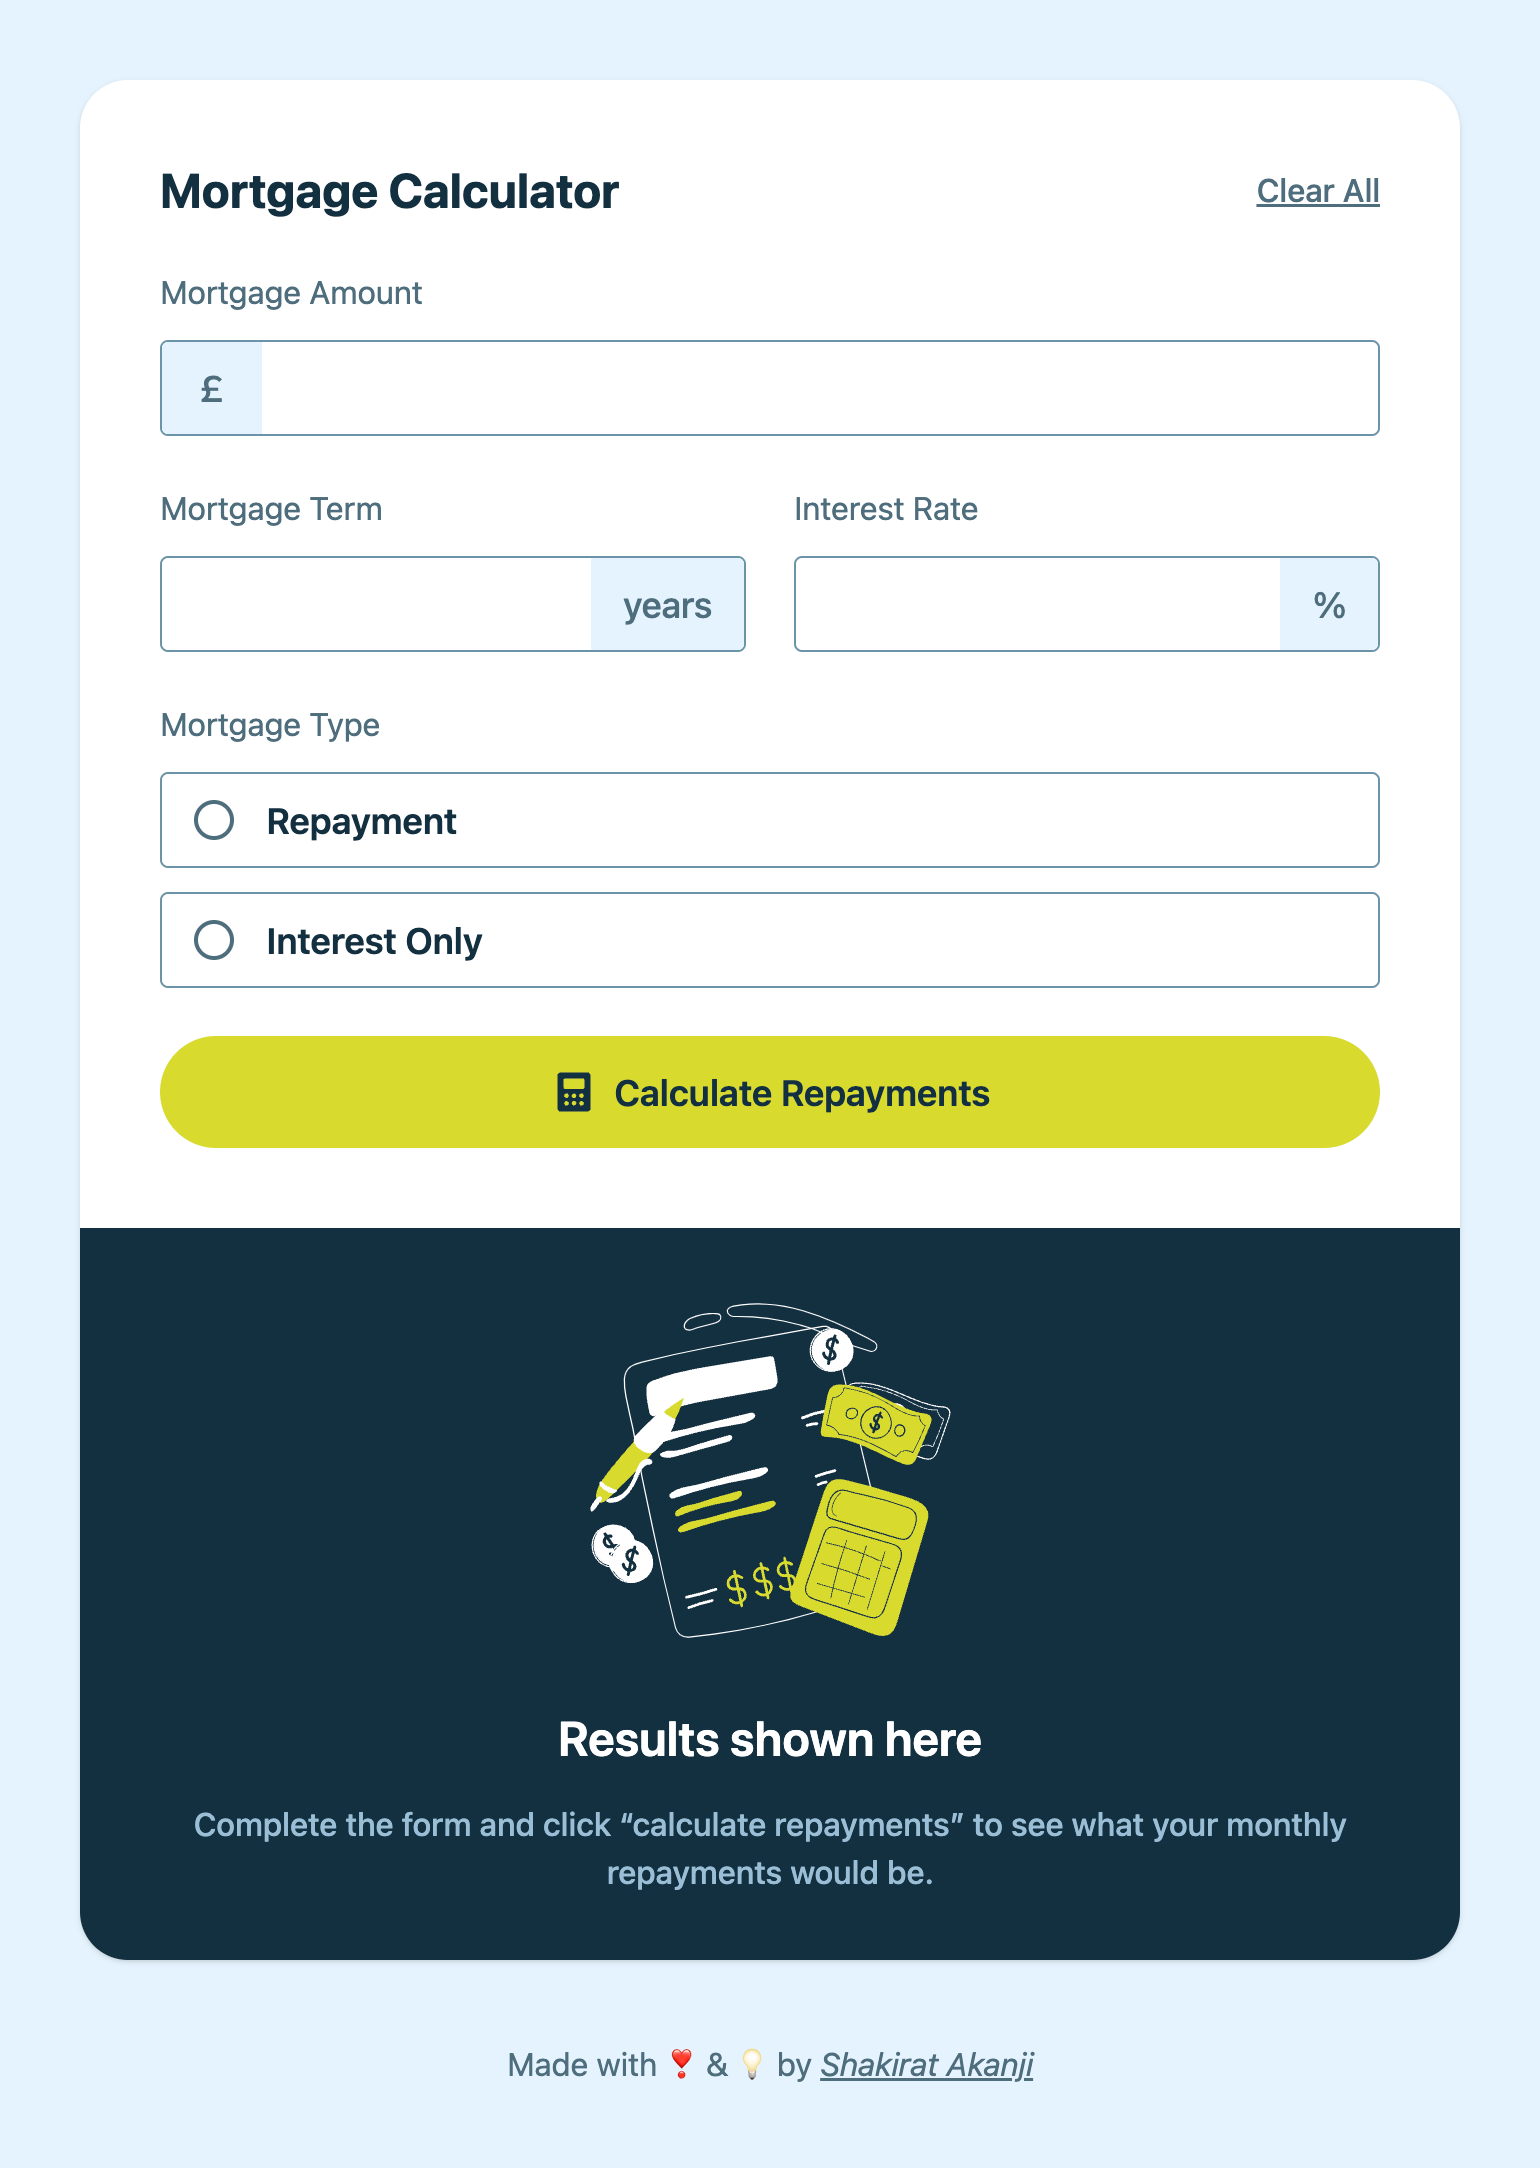 Mortgage Calculator
Clear All
Mortgage Amount
£
Mortgage Term
Interest Rate
years
%
Mortgage Type
Repayment
Interest Only
Calculate Repayments
$
$
$
$
$$$
Results shown here
Complete the form and click “calculate repayments” to see what your monthly
repayments would be.
Made with ❣️ & 💡 by Shakirat Akanji